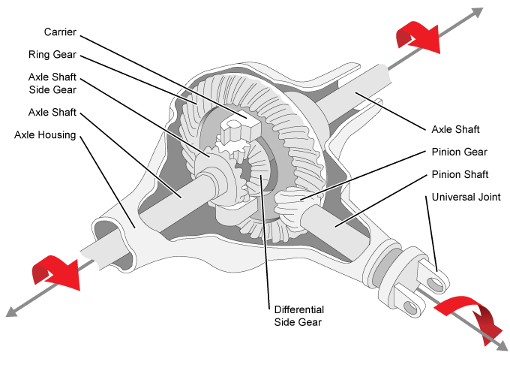 Carrier
Ring Gear
Axle Shaft
Side Gear
Axle Shaft
Axle Housing
Axle Shaft
Pinion Gear
Pinion Shaft
Universal Joint
Differential
Side Gear